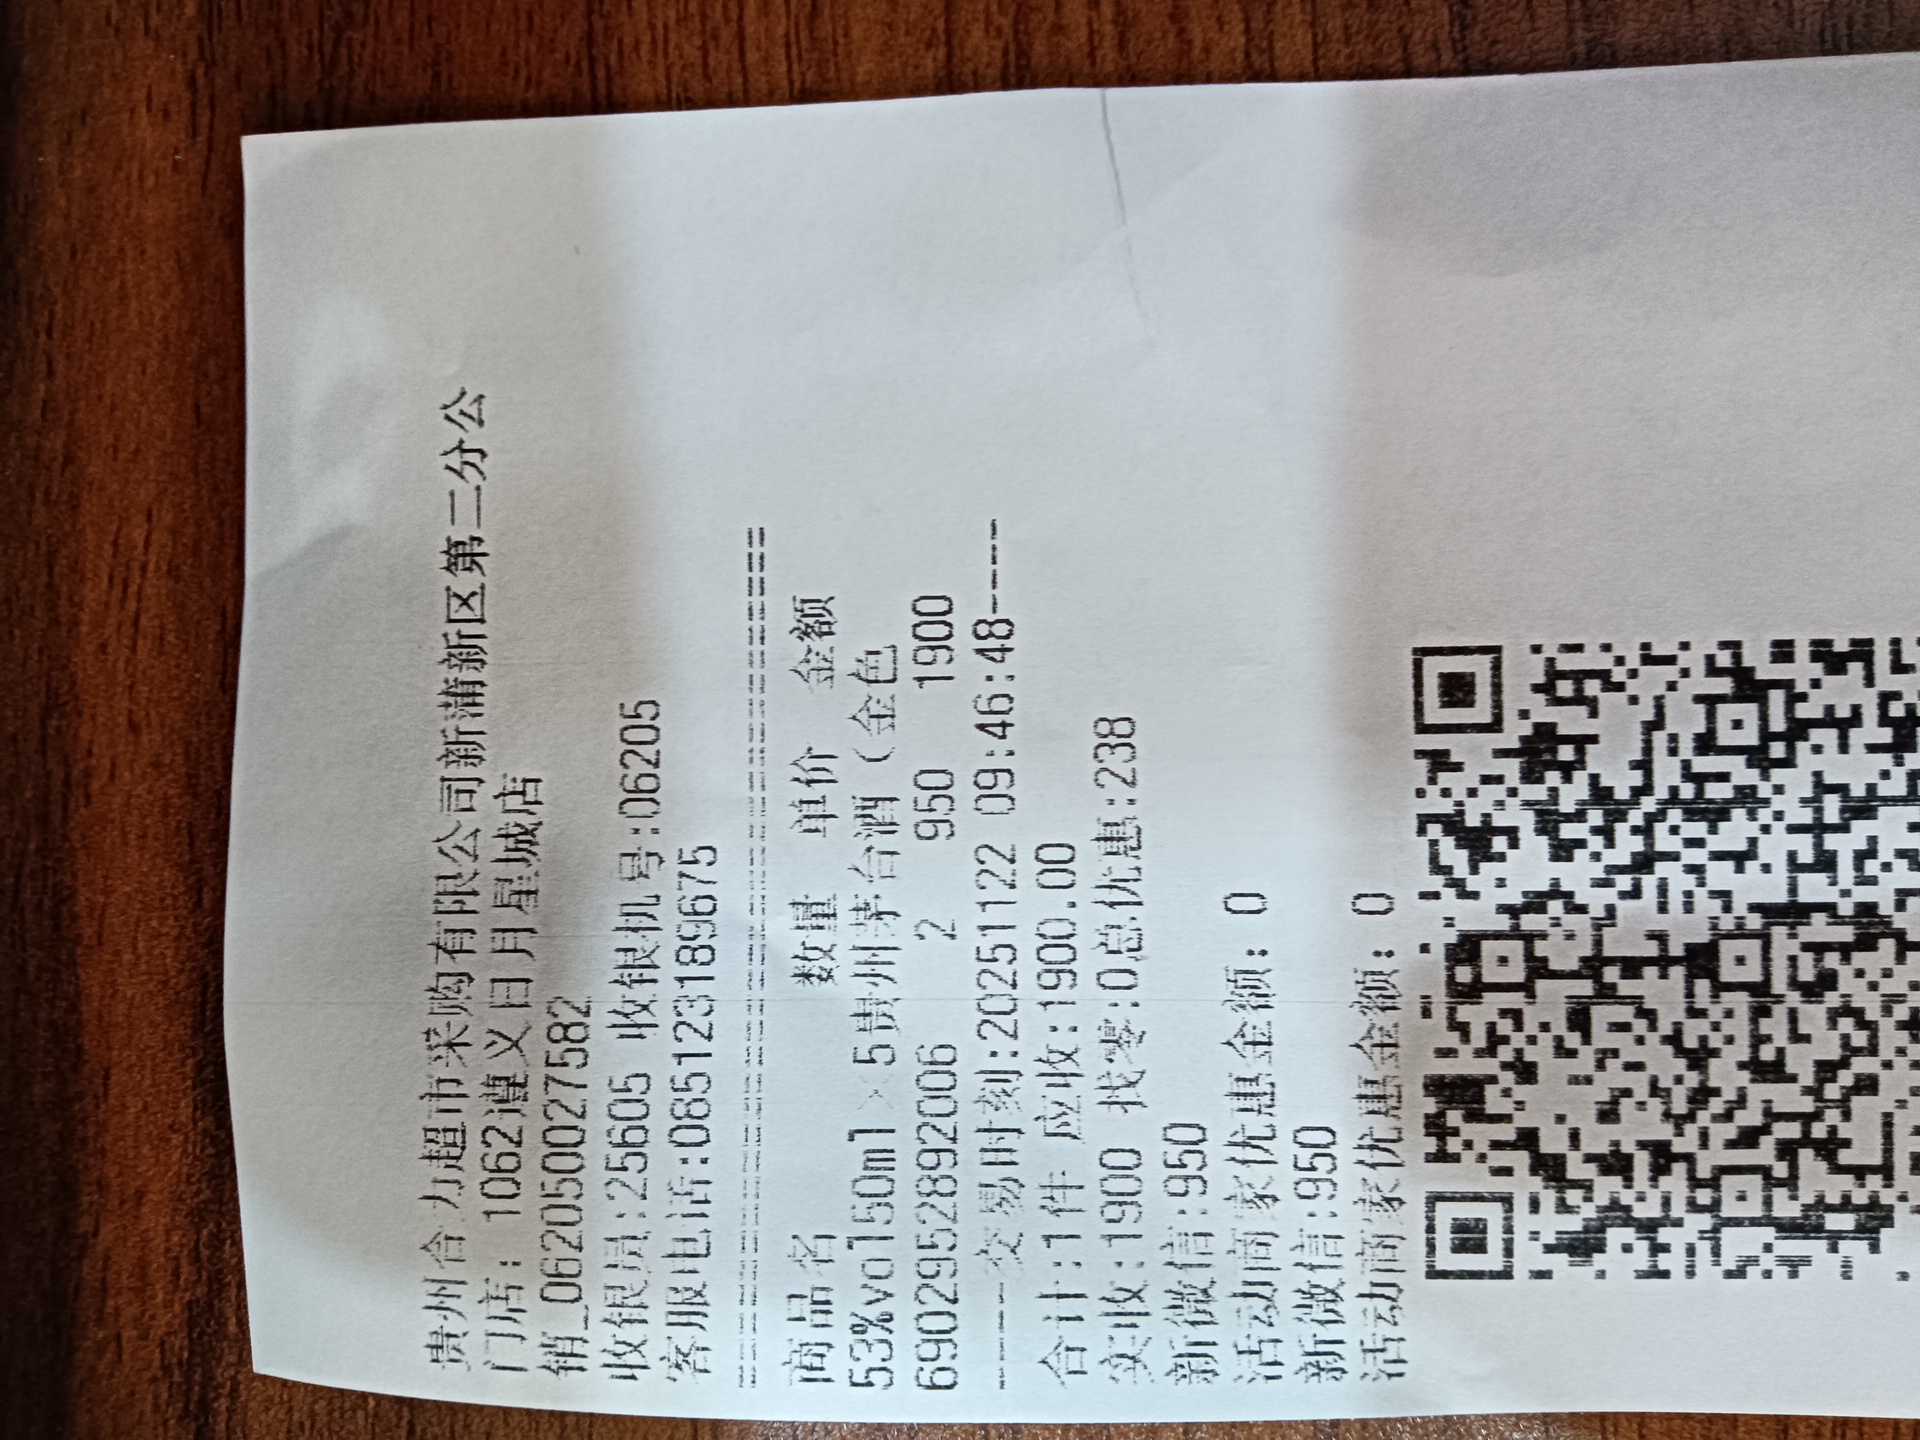 贵州合力超市采购有限公司新蒲新区第二分公
门店: 1062遵义日月星城店
销_062050027582
收银员:25605 收银机号:06205
客服电话:085123189675
==================================
商品名 数量 单价 金额
53%vol50ml×5贵州茅台酒(金色
6902952892006 2 950 1900
-----交易时刻:20251122 09:46:48-----
合计:1件 应收:1900.00
实收:1900 找零:0总优惠:238
新微信:950
活动商家优惠金额: 0
新微信:950
活动商家优惠金额: 0